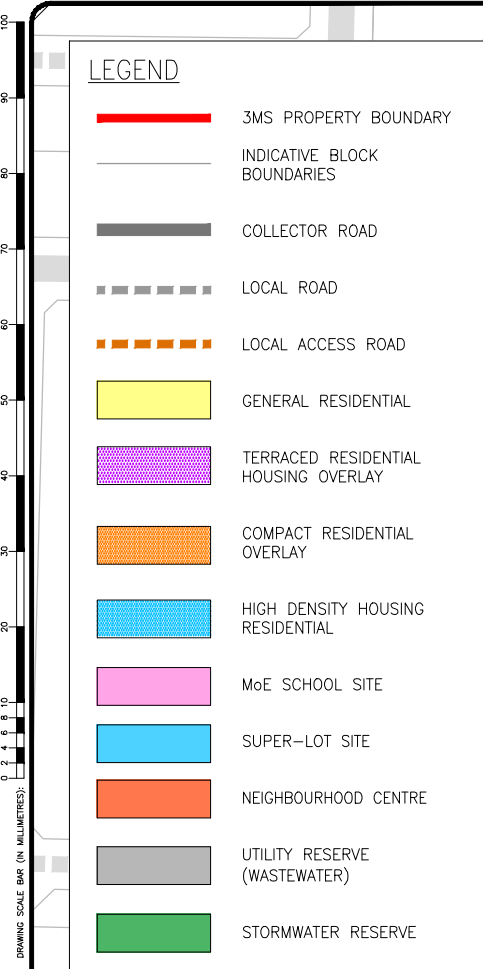 LEGEND
3MS PROPERTY BOUNDARY
INDICATIVE BLOCK
BOUNDARIES
COLLECTOR ROAD
LOCAL ROAD
LOCAL ACCESS ROAD
GENERAL RESIDENTIAL
TERRACED RESIDENTIAL
HOUSING OVERLAY
COMPACT RESIDENTIAL
OVERLAY
HIGH DENSITY HOUSING
RESIDENTIAL
MoE SCHOOL SITE
SUPER-LOT SITE
NEIGHBOURHOOD CENTRE
UTILITY RESERVE
(WASTEWATER)
STORMWATER RESERVE
DRAWING SCALE BAR (IN MILLIMETRES):
0 2 4 6 8 10 20 30 40 50 60 70 80 90 100